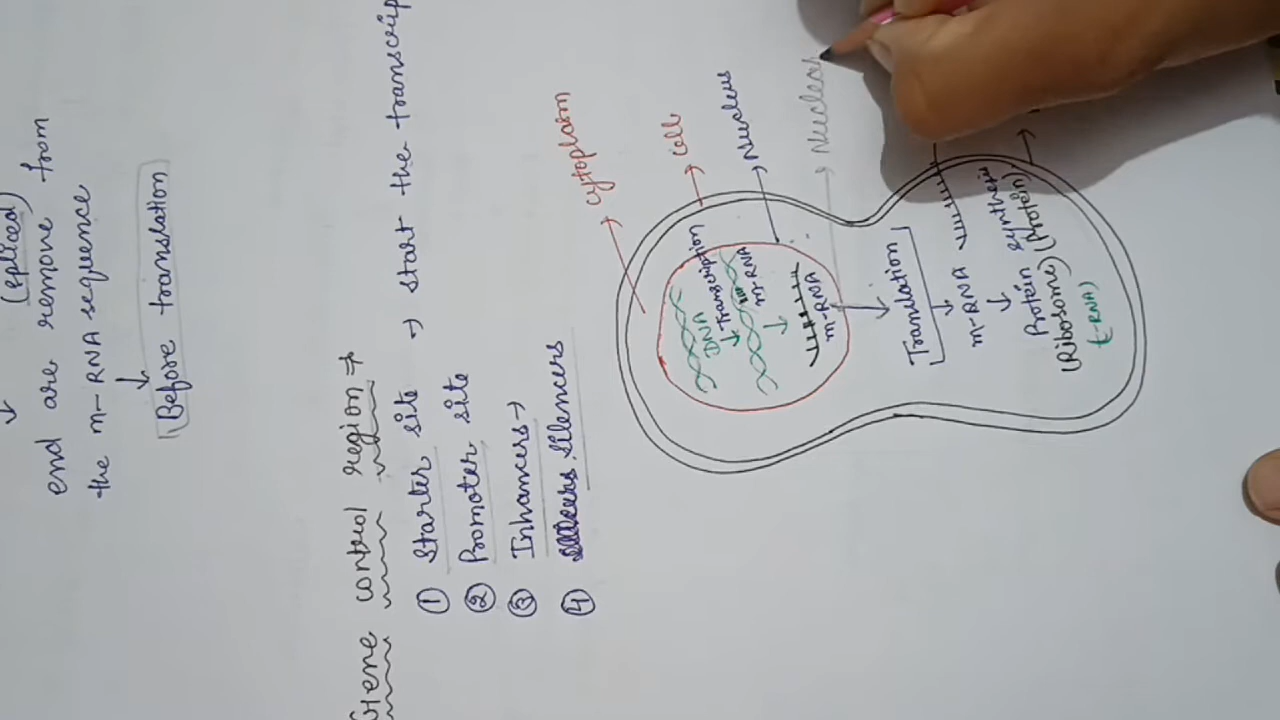 (spliced)
end are remove from
the m-RNA sequence
Before translation
Gene control region ⇒
① Starter site → start the transcrip
② Promoter site
③ Inhancers →
④ Silencers
→ cytoplasm
→ cell
→ Nucleus
DNA
Transcription
m-RNA
m-RNA
→ Nuclear
Translation
m-RNA
Protein synthesis
(Ribosome) (Protein)
(t-RNA)